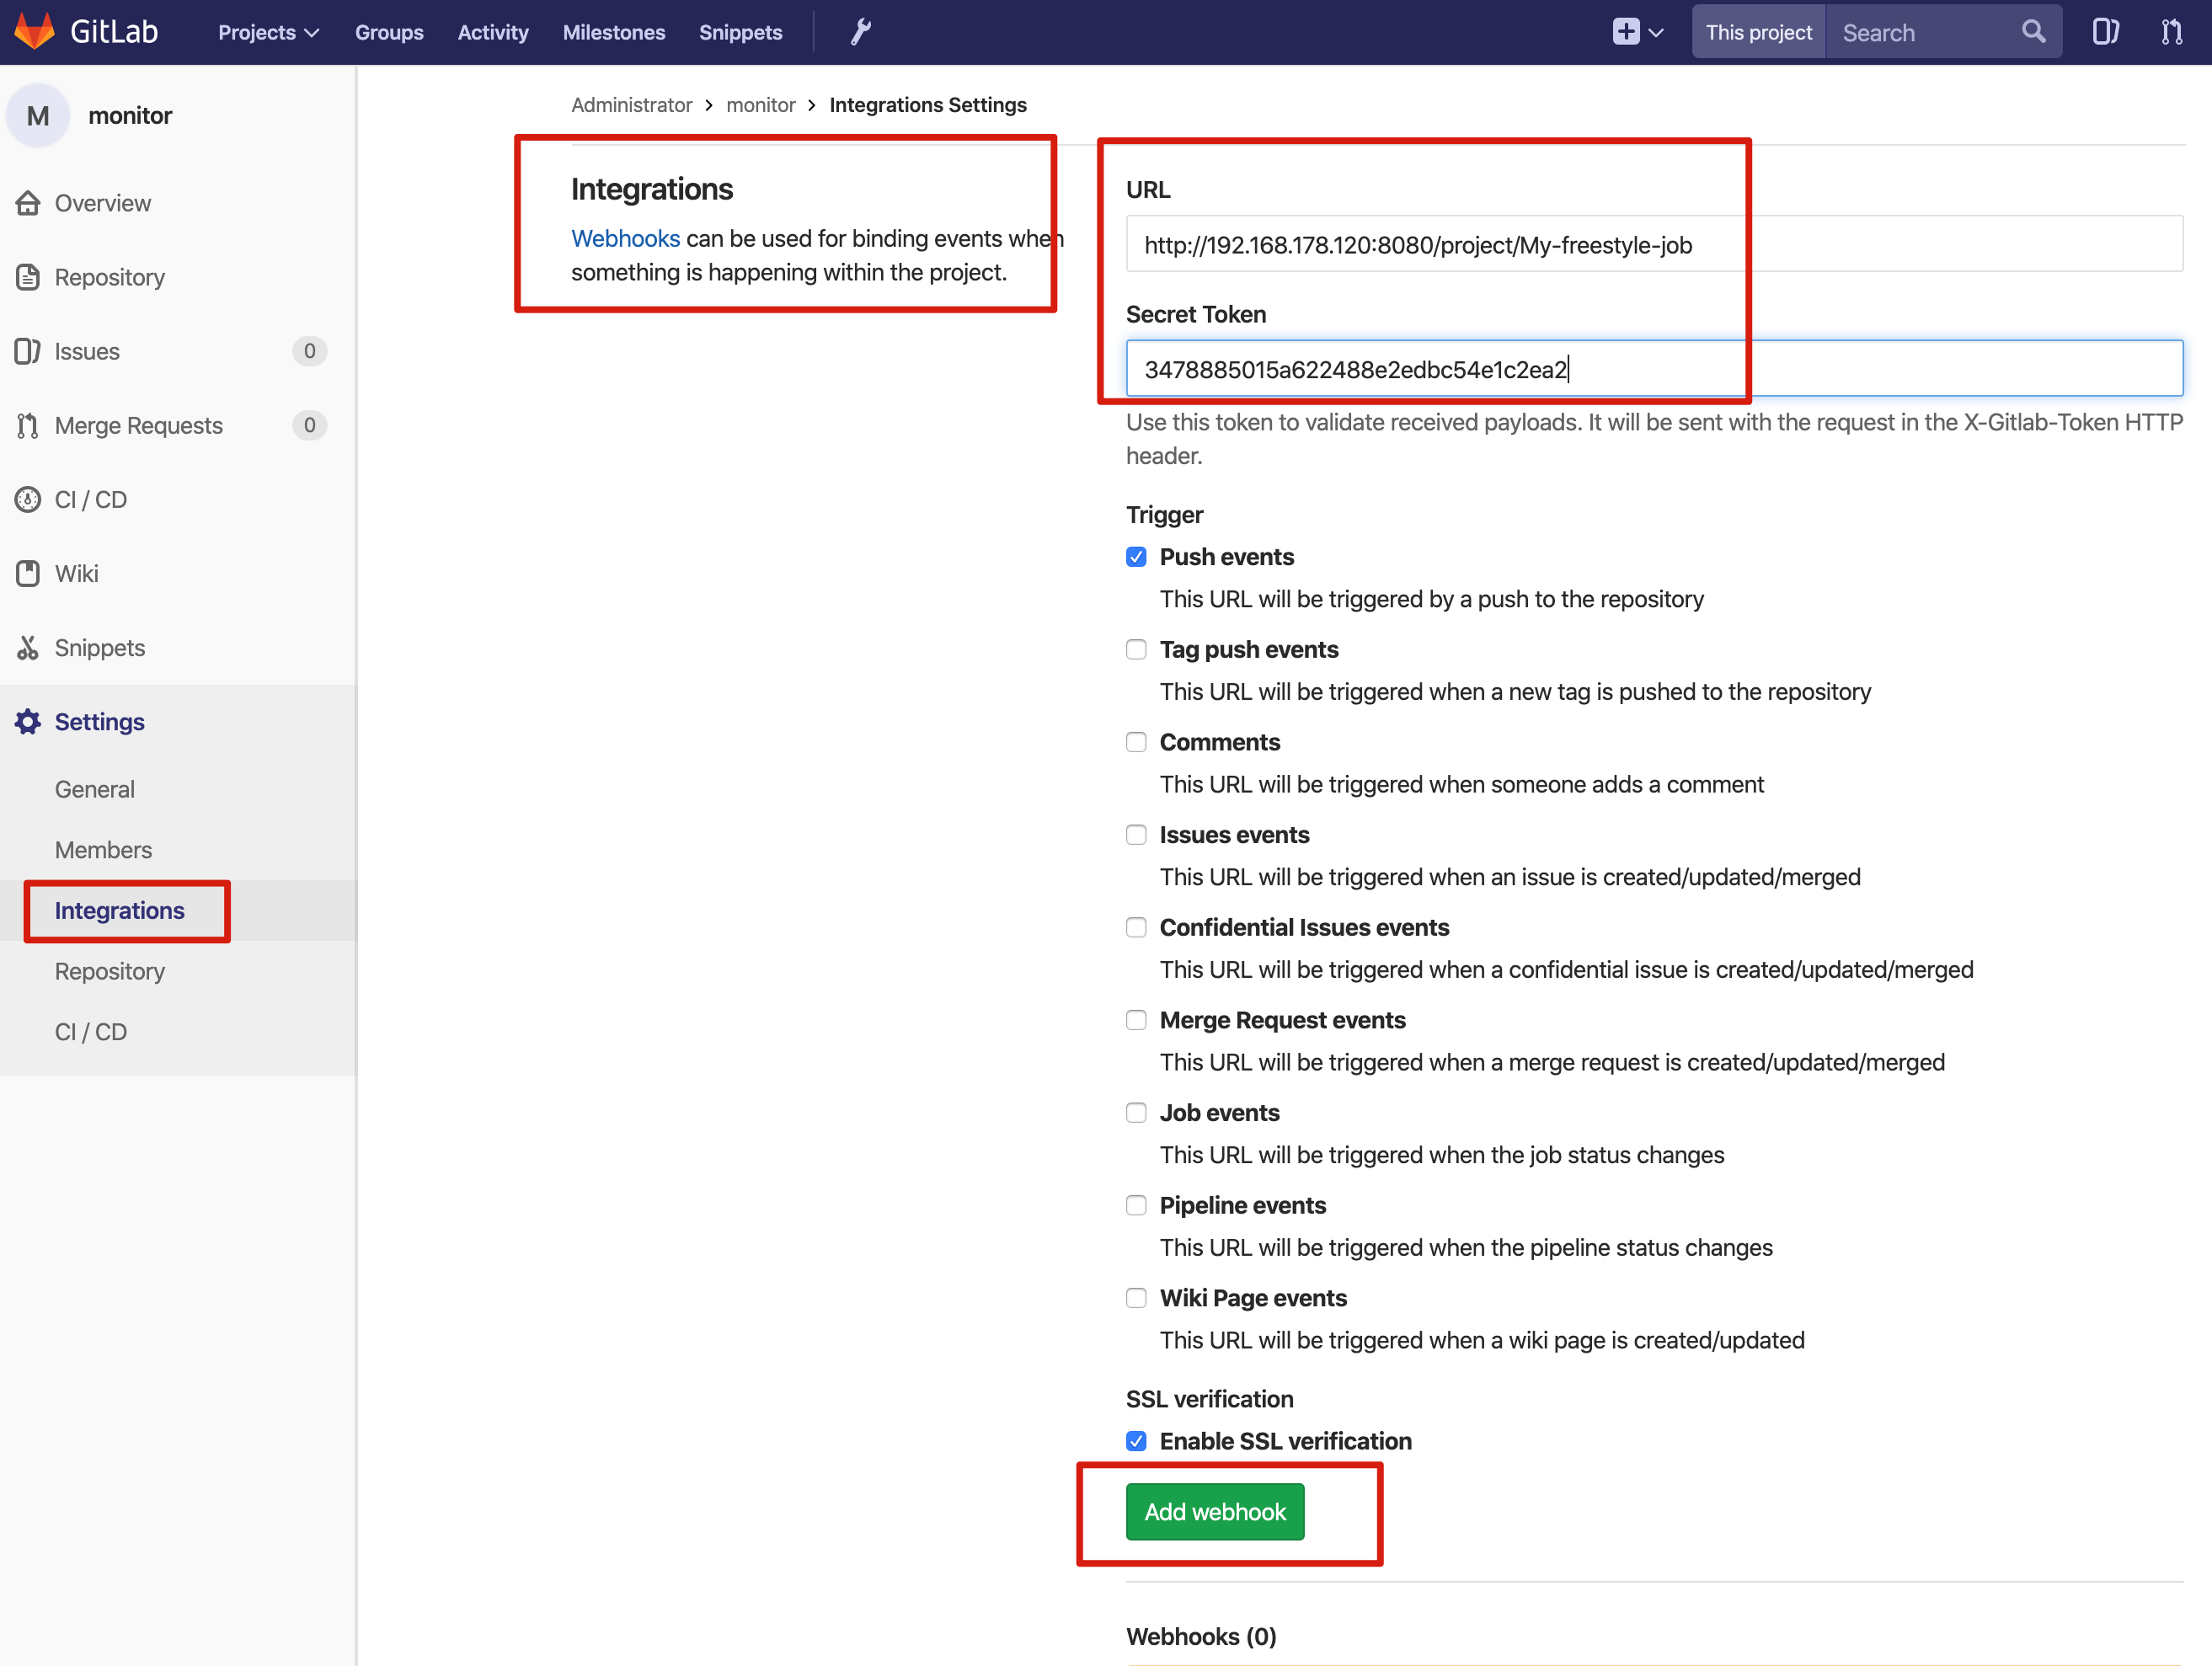 GitLab Projects Groups Activity Milestones Snippets This project Search
M monitor
Overview
Repository
Issues 0
Merge Requests 0
CI / CD
Wiki
Snippets
Settings
General
Members
Integrations
Repository
CI / CD
Administrator > monitor > Integrations Settings
Integrations
Webhooks can be used for binding events when
something is happening within the project.
URL
http://192.168.178.120:8080/project/My-freestyle-job
Secret Token
3478885015a622488e2edbc54e1c2ea2
Use this token to validate received payloads. It will be sent with the request in the X-Gitlab-Token HTTP
header.
Trigger
Push events
This URL will be triggered by a push to the repository
Tag push events
This URL will be triggered when a new tag is pushed to the repository
Comments
This URL will be triggered when someone adds a comment
Issues events
This URL will be triggered when an issue is created/updated/merged
Confidential Issues events
This URL will be triggered when a confidential issue is created/updated/merged
Merge Request events
This URL will be triggered when a merge request is created/updated/merged
Job events
This URL will be triggered when the job status changes
Pipeline events
This URL will be triggered when the pipeline status changes
Wiki Page events
This URL will be triggered when a wiki page is created/updated
SSL verification
Enable SSL verification
Add webhook
Webhooks (0)